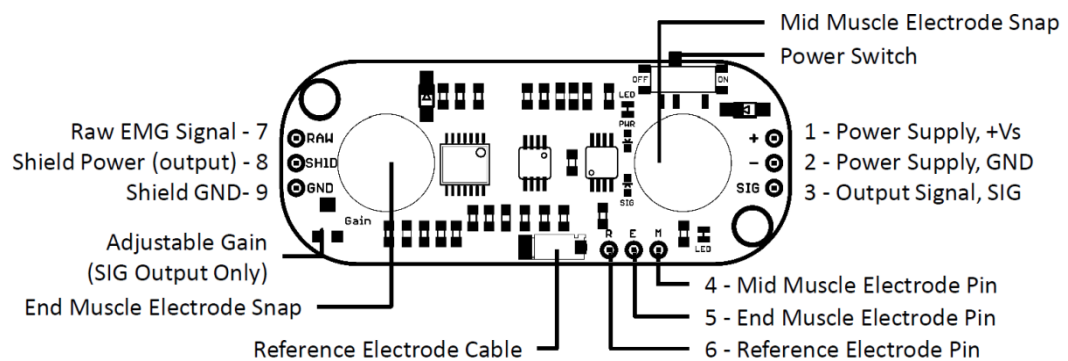 Mid Muscle Electrode Snap
Power Switch
OFF
ON
LED
PWR
Raw EMG Signal - 7
RAW
+
1 - Power Supply, +Vs
Shield Power (output) - 8
SHID
-
2 - Power Supply, GND
Shield GND- 9
GND
SIG
SIG
3 - Output Signal, SIG
Gain
R
E
M
LED
Adjustable Gain
(SIG Output Only)
4 - Mid Muscle Electrode Pin
End Muscle Electrode Snap
5 - End Muscle Electrode Pin
Reference Electrode Cable
6 - Reference Electrode Pin